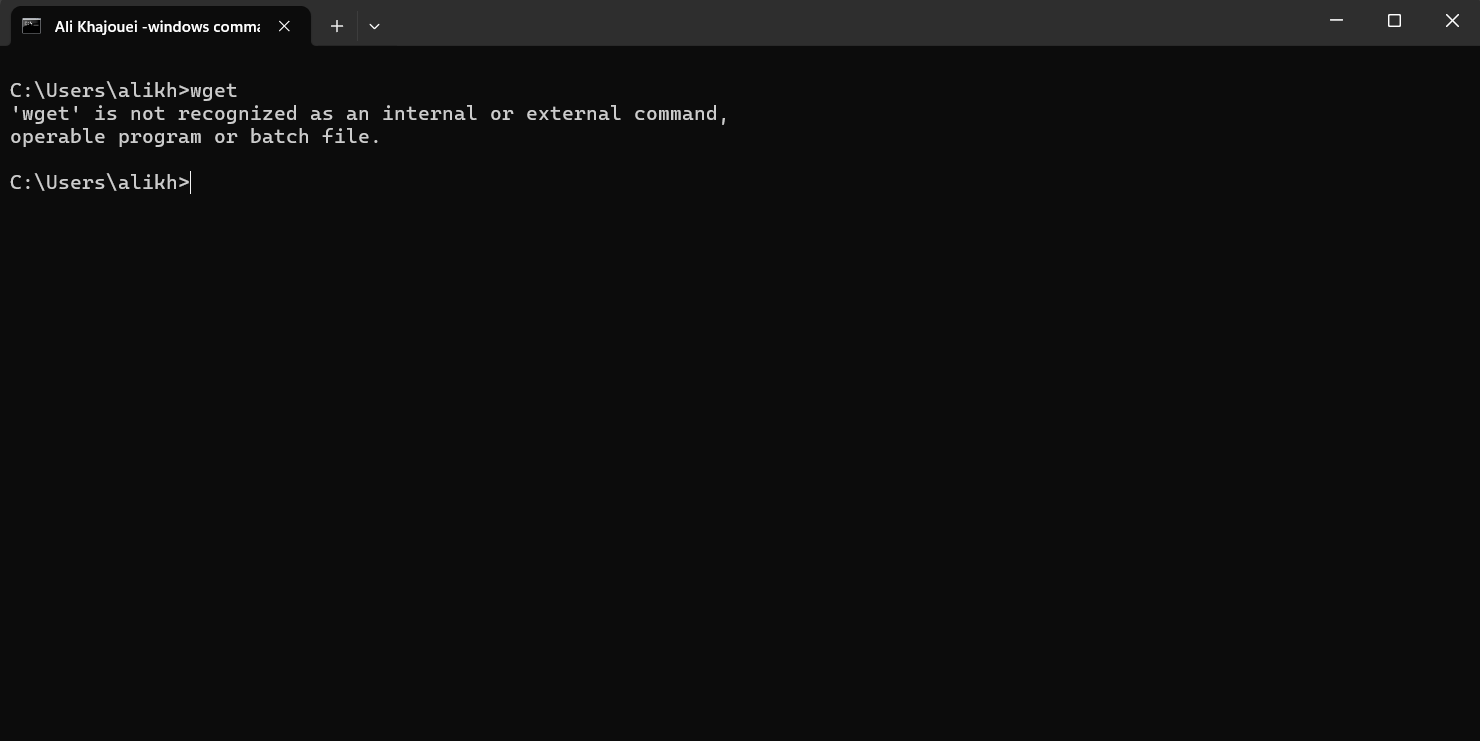 Ali Khajouei -windows comma
C:\Users\alikh>wget
'wget' is not recognized as an internal or external command,
operable program or batch file.
C:\Users\alikh>